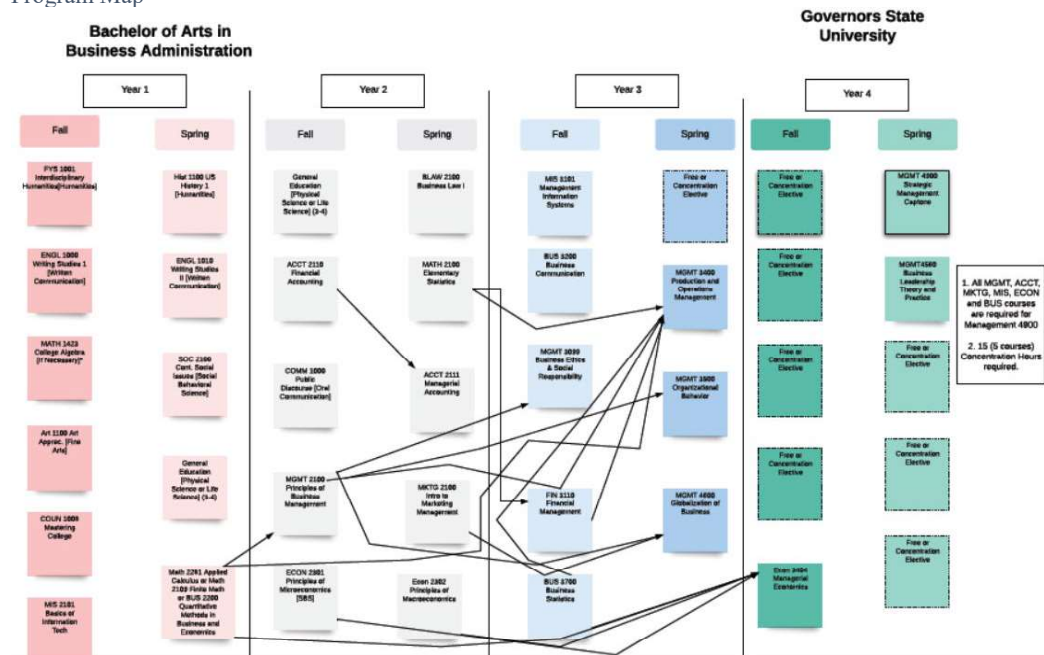 Program Map
Bachelor of Arts in
Business Administration
Governors State
University
Year 1
Year 2
Year 3
Year 4
Fall
Spring
Fall
Spring
Fall
Spring
Fall
Spring
FYS 1001
Interdisciplinary
Humanities[Humanities]
ENGL 1000
Writing Studies 1
[Written
Communication]
MATH 1423
College Algebra
[If Necessary]*
Art 1100 Art
Apprec. [Fine
Arts]
COUN 1008
Mastering
College
MIS 2101
Basics of
Information
Tech
Hist 1100 US
History 1
[Humanities]
ENGL 1010
Writing Studies
II [Written
Communication]
SOC 2100
Cont. Social
Issues [Social
Behavioral
Science]
General
Education
[Physical
Science or Life
Science] (3-4)
Math 2281 Applied
Calculus or Math
2109 Finite Math
or BUS 2200
Quantitative
Methods in
Business and
Economics
General
Education
[Physical
Science or Life
Science] (3-4)
ACCT 2110
Financial
Accounting
COMM 1000
Public
Discourse [Oral
Communication]
MGMT 2100
Principles of
Business
Management
ECON 2301
Principles of
Microeconomics
[SBS]
BLAW 2100
Business Law I
MATH 2100
Elementary
Statistics
ACCT 2111
Managerial
Accounting
MKTG 2100
Intro to
Marketing
Management
Econ 2302
Principles of
Macroeconomics
MIS 3101
Management
Information
Systems
BUS 3200
Business
Communication
MGMT 3099
Business Ethics
& Social
Responsibility
FIN 3110
Financial
Management
BUS 3700
Business
Statistics
Free or
Concentration
Elective
MGMT 3400
Production and
Operations
Management
MGMT 3500
Organizational
Behavior
MGMT 4600
Globalization of
Business
Free or
Concentration
Elective
Free or
Concentration
Elective
Free or
Concentration
Elective
Free or
Concentration
Elective
Econ 3404
Managerial
Economics
MGMT 4900
Strategic
Management
Captone
MGMT4560
Business
Leadership
Theory and
Practice
Free or
Concentration
Elective
Free or
Concentration
Elective
Free or
Concentration
Elective
1. All MGMT, ACCT,
MKTG, MIS, ECON
and BUS courses
are required for
Management 4900
2. 15 (5 courses)
Concentration Hours
required.